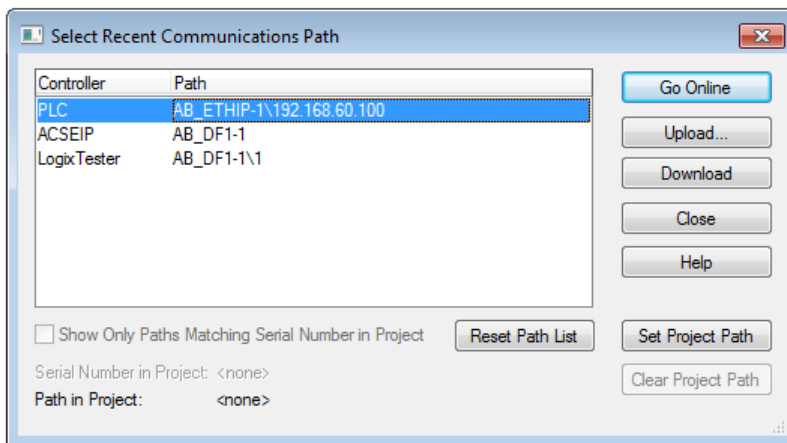 Select Recent Communications Path
Controller Path
PLC AB_ETHIP-1\192.168.60.100
ACSEIP AB_DF1-1
LogixTester AB_DF1-1\1
Go Online
Upload...
Download
Close
Help
Show Only Paths Matching Serial Number in Project
Reset Path List
Set Project Path
Serial Number in Project: <none>
Clear Project Path
Path in Project: <none>